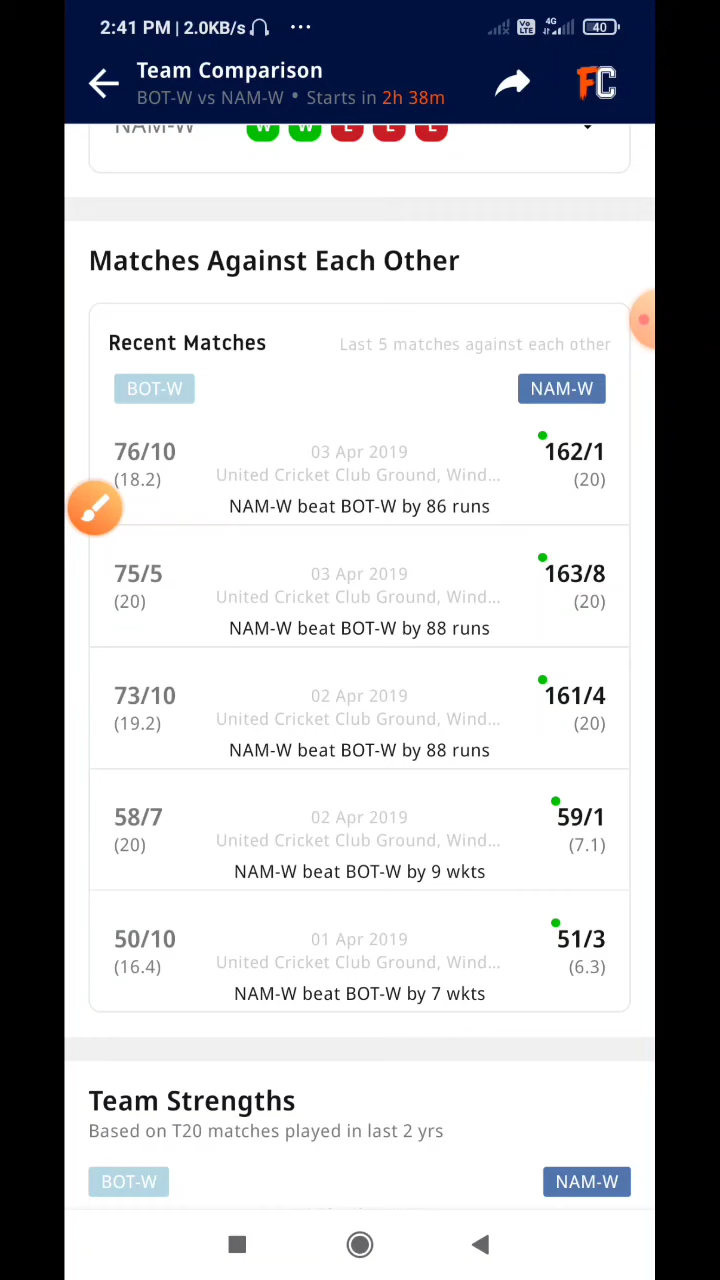 2:41 PM | 2.0KB/s ... Vo LTE 4G 40
Team Comparison
BOT-W vs NAM-W • Starts in 2h 38m
FC
NAM-W W W L L L
Matches Against Each Other
Recent Matches Last 5 matches against each other
BOT-W NAM-W
76/10 03 Apr 2019 162/1
(18.2) United Cricket Club Ground, Wind... (20)
NAM-W beat BOT-W by 86 runs
75/5 03 Apr 2019 163/8
(20) United Cricket Club Ground, Wind... (20)
NAM-W beat BOT-W by 88 runs
73/10 02 Apr 2019 161/4
(19.2) United Cricket Club Ground, Wind... (20)
NAM-W beat BOT-W by 88 runs
58/7 02 Apr 2019 59/1
(20) United Cricket Club Ground, Wind... (7.1)
NAM-W beat BOT-W by 9 wkts
50/10 01 Apr 2019 51/3
(16.4) United Cricket Club Ground, Wind... (6.3)
NAM-W beat BOT-W by 7 wkts
Team Strengths
Based on T20 matches played in last 2 yrs
BOT-W NAM-W